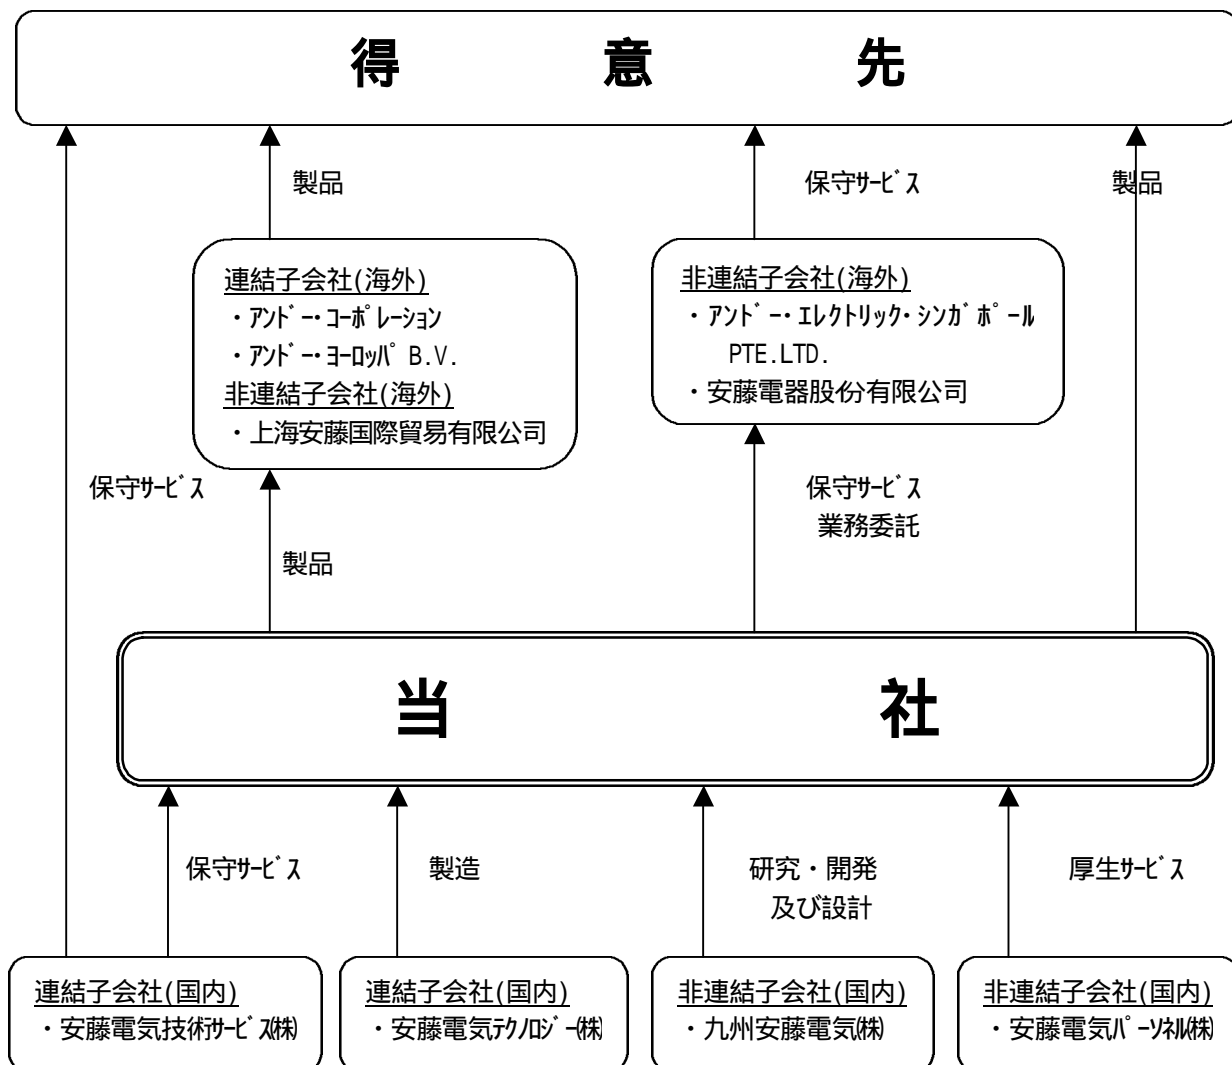 得意先
製品
保守ｻｰﾋﾞｽ
製品
連結子会社(海外)
・ｱﾝﾄﾞｰ・ｺｰﾎﾟﾚｰｼｮﾝ
・ｱﾝﾄﾞｰ・ﾖｰﾛｯﾊﾟ B.V.
非連結子会社(海外)
・上海安藤国際貿易有限公司
非連結子会社(海外)
・ｱﾝﾄﾞｰ・ｴﾚｸﾄﾘｯｸ・ｼﾝｶﾞﾎﾟｰﾙ
PTE.LTD.
・安藤電器股份有限公司
保守ｻｰﾋﾞｽ
製品
保守ｻｰﾋﾞｽ
業務委託
当社
保守ｻｰﾋﾞｽ
製造
研究・開発
及び設計
厚生ｻｰﾋﾞｽ
連結子会社(国内)
・安藤電気技術ｻｰﾋﾞｽ㈱
連結子会社(国内)
・安藤電気ﾃｸﾉﾛｼﾞｰ㈱
非連結子会社(国内)
・九州安藤電気㈱
非連結子会社(国内)
・安藤電気ﾊﾟｰｿﾈﾙ㈱